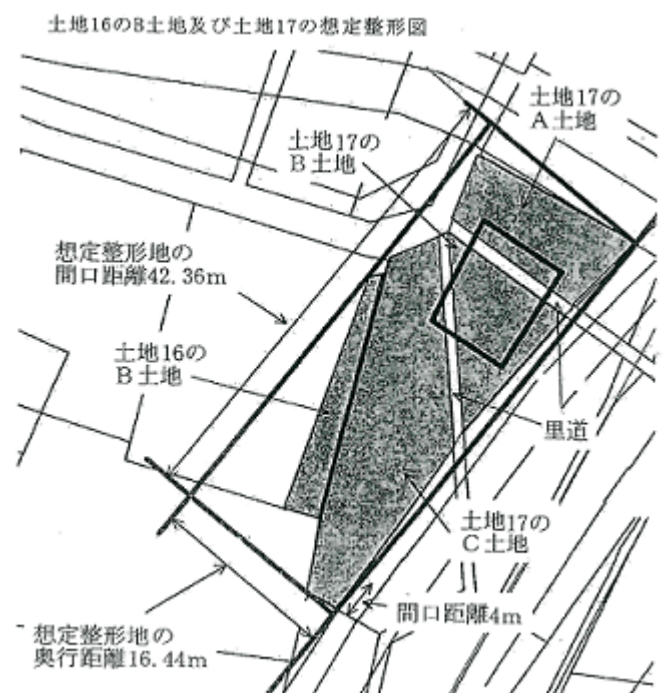 土地16のB土地及び土地17の想定整形図
土地17の
A土地
土地17の
B土地
想定整形地の
間口距離42.36m
土地16の
B土地
里道
土地17の
C土地
間口距離4m
想定整形地の
奥行距離16.44m